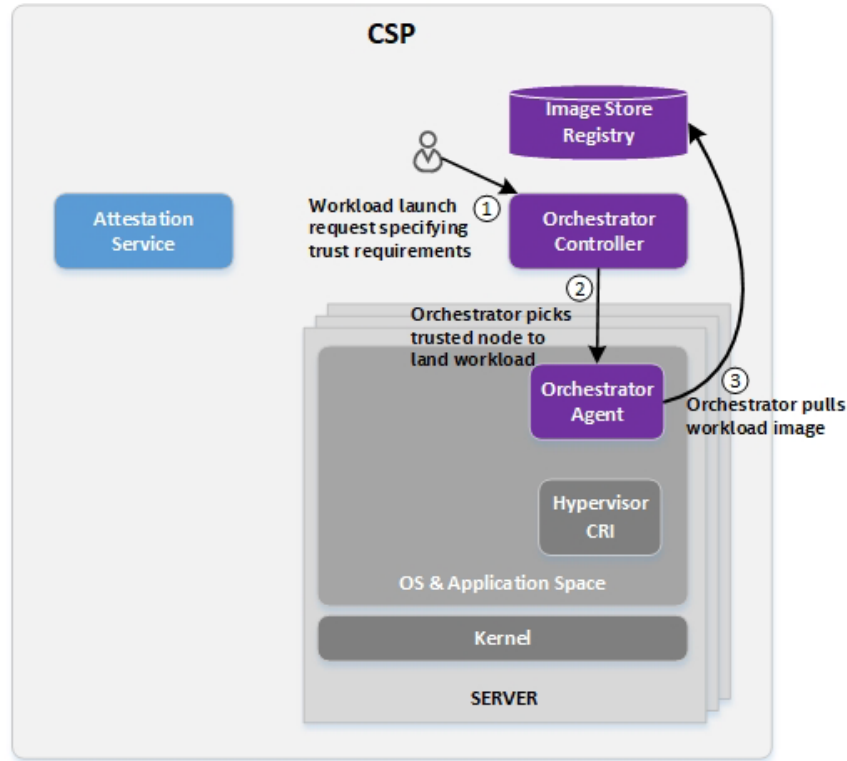 CSP
Image Store
Registry
Attestation
Service
Workload launch
request specifying
trust requirements
1
Orchestrator
Controller
2
Orchestrator picks
trusted node to
land workload
Orchestrator
Agent
3
Orchestrator pulls
workload image
Hypervisor
CRI
OS & Application Space
Kernel
SERVER